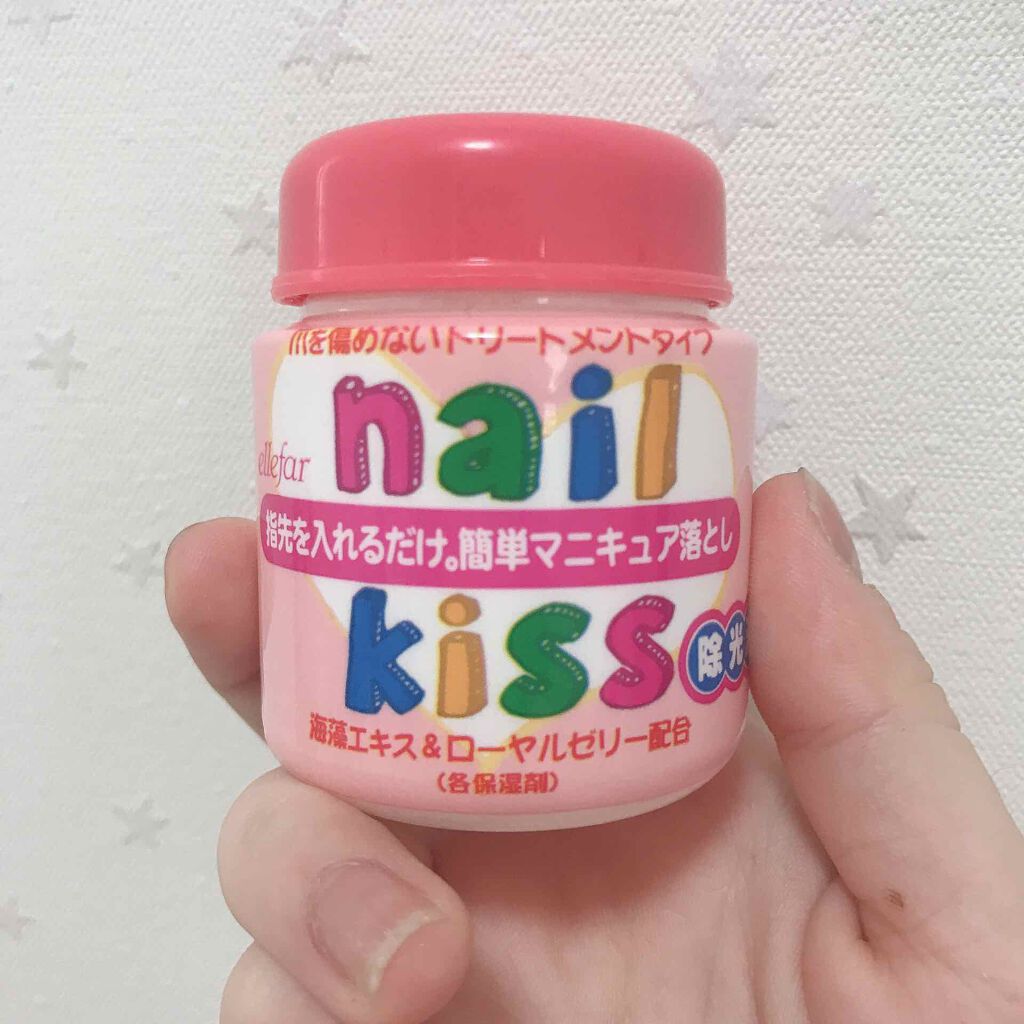 爪を傷めないトリートメントタイプ
nail
ellefar
指先を入れるだけ。簡単マニキュア落とし
kiss
除光
海藻エキス&ローヤルゼリー配合
(各保湿剤)